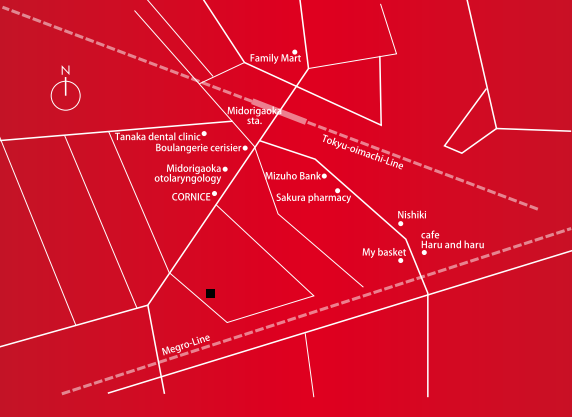 Family Mart
N
Midorigaoka
sta.
Tanaka dental clinic
Boulangerie cerisier
Tokyu-oimachi-Line
Midorigaoka
otolaryngology
Mizuho Bank
CORNICE
Sakura pharmacy
Nishiki
cafe
Haru and haru
My basket
Megro-Line